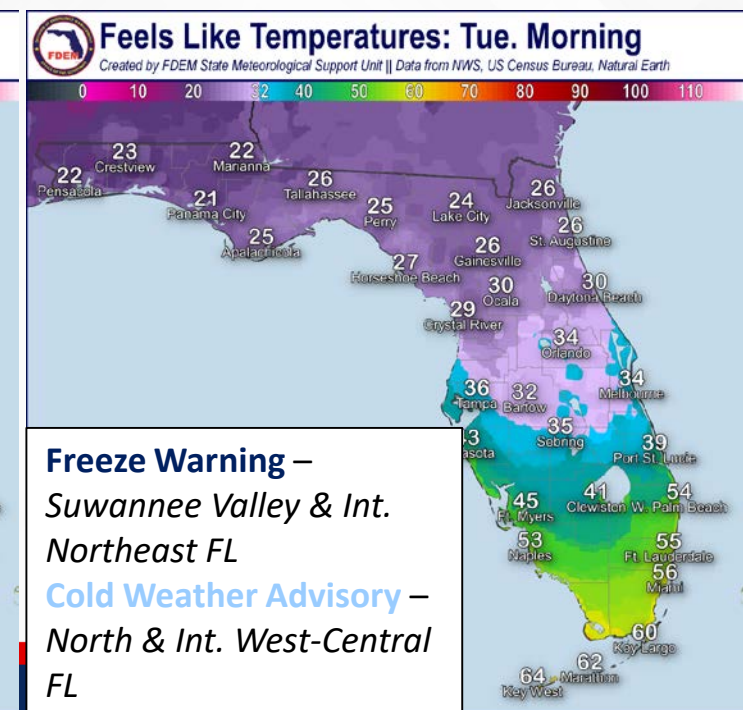 FDEM
Feels Like Temperatures: Tue. Morning
Created by FDEM State Meteorological Support Unit || Data from NWS, US Census Bureau, Natural Earth
0 10 20 32 40 50 60 70 80 90 100 110
23
Crestview
22
Marianna
22
Pensacola
26
Tallahassee
21
Panama City
25
Perry
24
Lake City
26
Jacksonville
26
St. Augustine
25
Apalachicola
26
Gainesville
27
Horseshoe Beach
30
Ocala
30
Daytona Beach
29
Crystal River
34
Orlando
36
Tampa
32
Bartow
34
Melbourne
35
Sebring
39
Port St. Lucie
45
Ft. Myers
41
Clewiston
54
W. Palm Beach
53
Naples
55
Ft. Lauderdale
56
Miami
60
Key Largo
62
Marathon
64
Key West
Freeze Warning –
Suwannee Valley & Int.
Northeast FL
Cold Weather Advisory –
North & Int. West-Central
FL